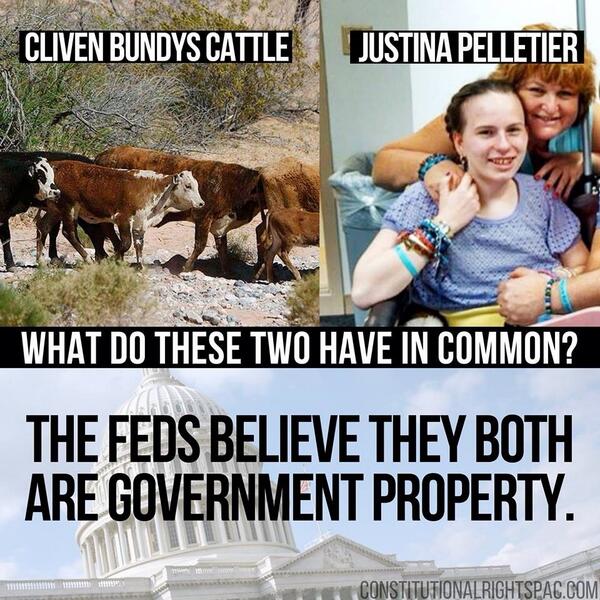 CLIVEN BUNDYS CATTLE
JUSTINA PELLETIER
WHAT DO THESE TWO HAVE IN COMMON?
THE FEDS BELIEVE THEY BOTH
ARE GOVERNMENT PROPERTY.
CONSTITUTIONALRIGHTSPAC.COM